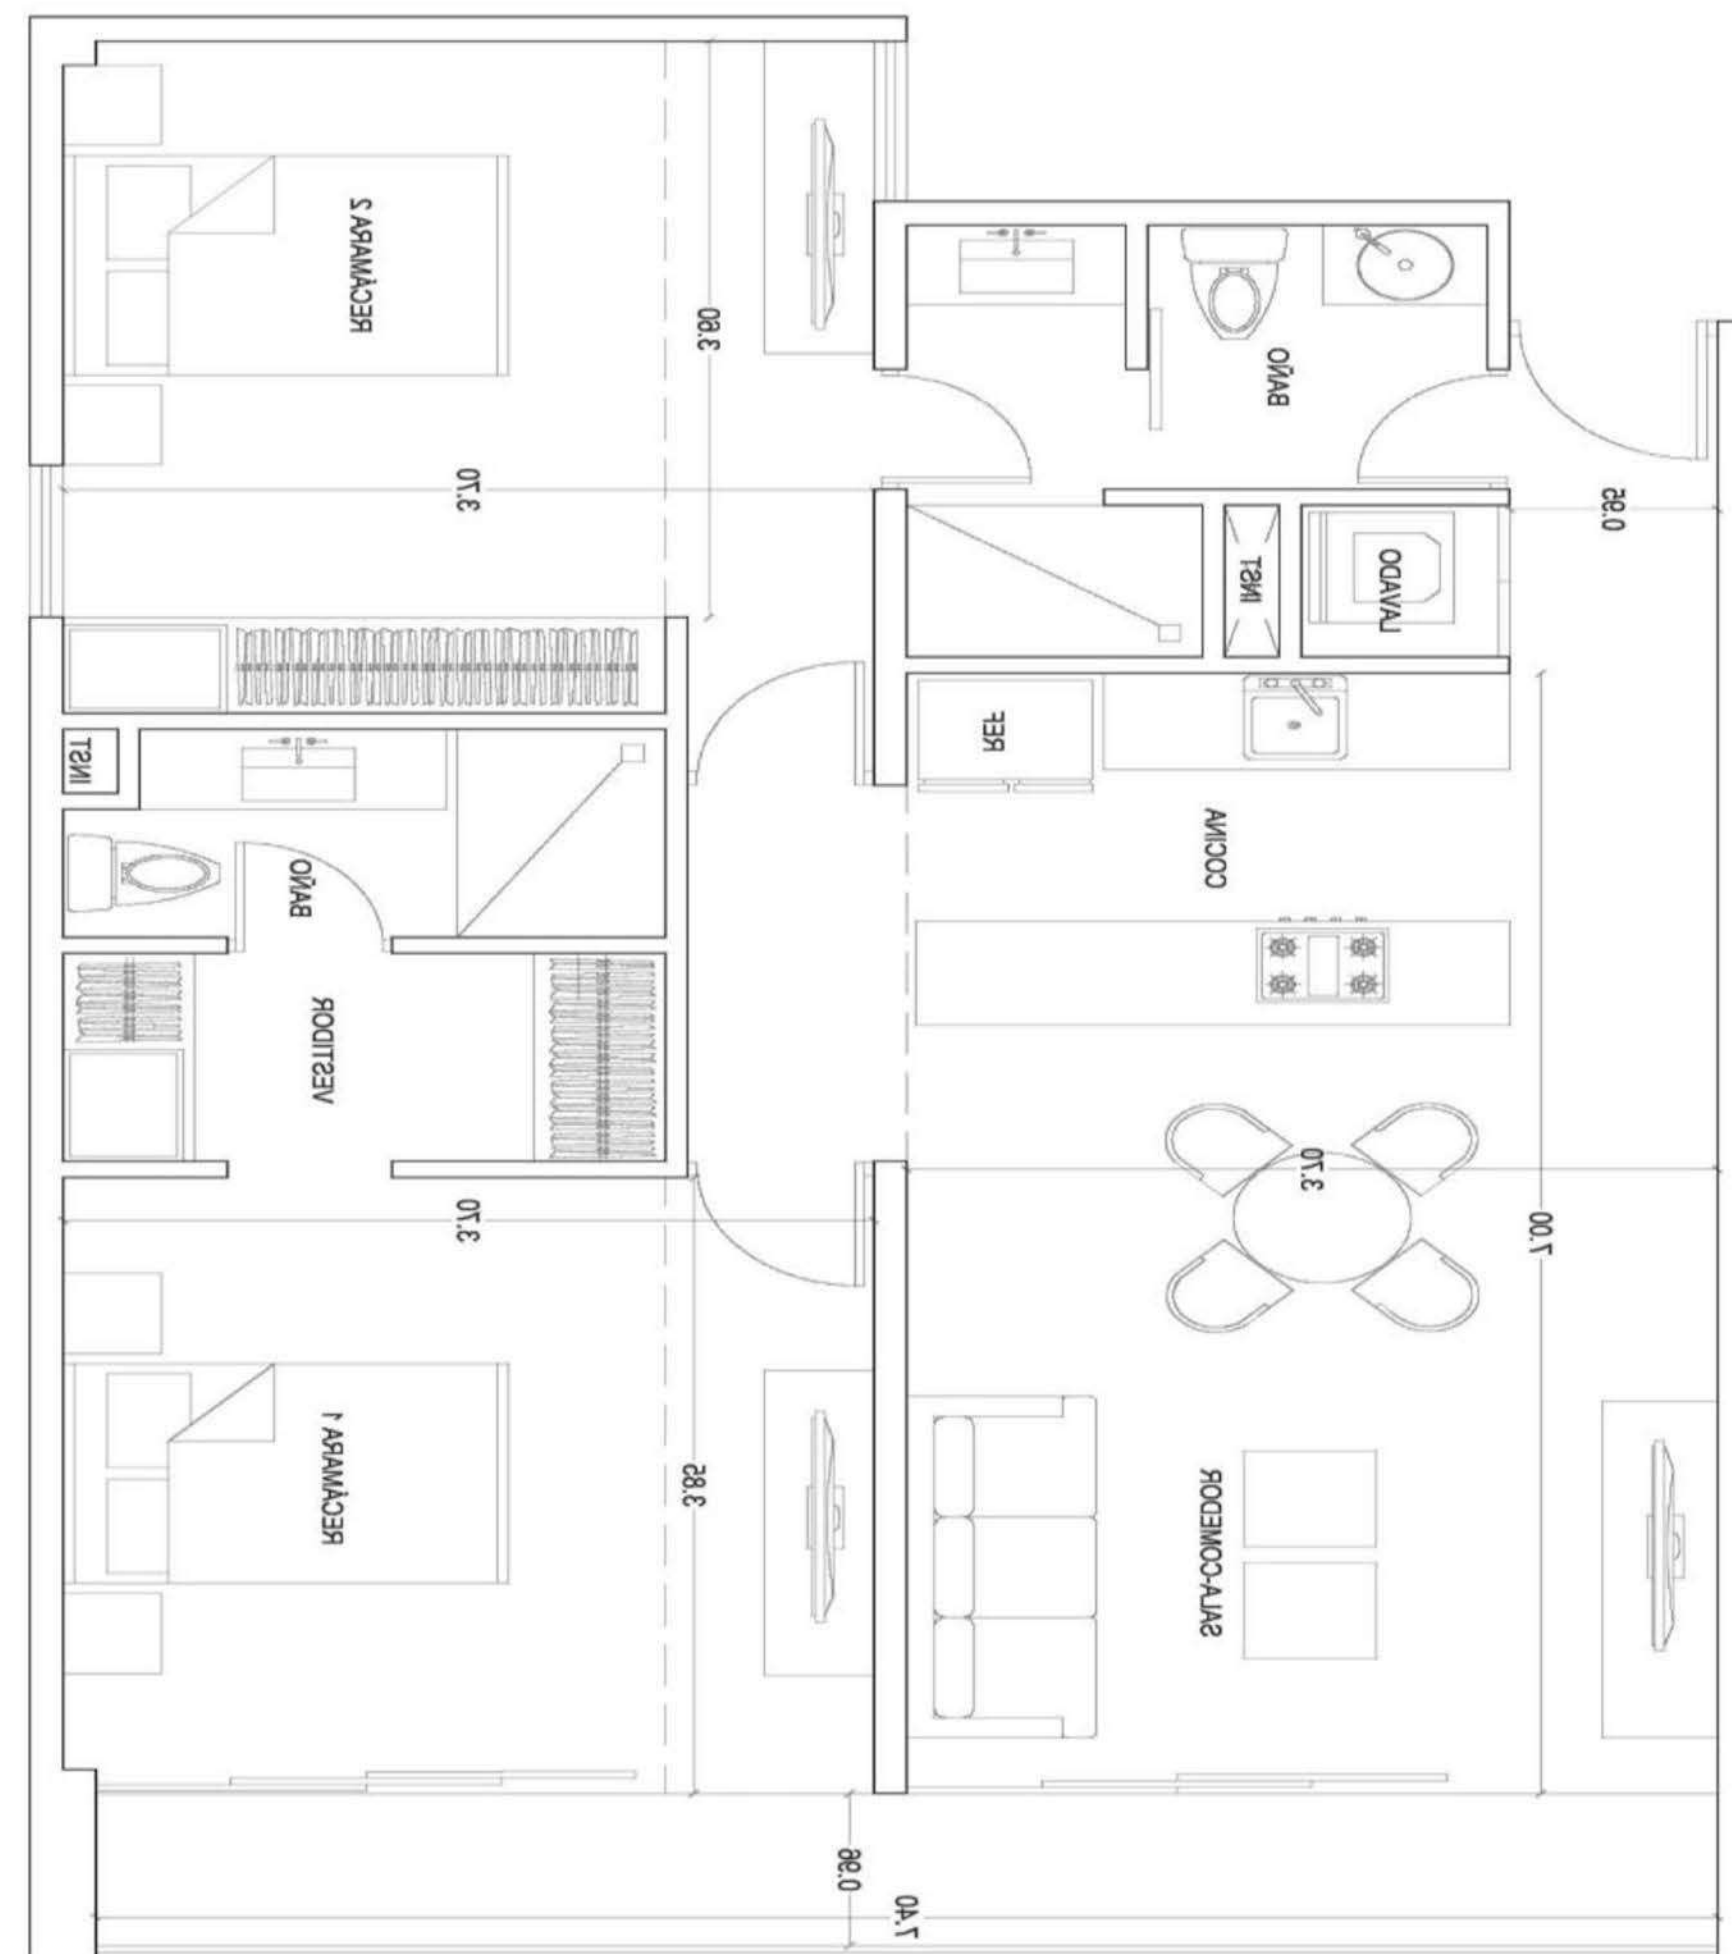 RECÁMARA 2
3.60
3.70
BAÑO
0.95
INST
LAVADO
REF
INST
COCINA
BAÑO
VESTIDOR
3.70
3.70
7.00
RECÁMARA 1
3.85
SALA-COMEDOR
0.99
7.40